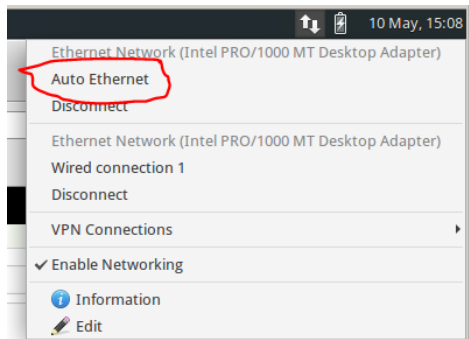 10 May, 15:08
Ethernet Network (Intel PRO/1000 MT Desktop Adapter)
Auto Ethernet
Disconnect
Ethernet Network (Intel PRO/1000 MT Desktop Adapter)
Wired connection 1
Disconnect
VPN Connections
Enable Networking
Information
Edit